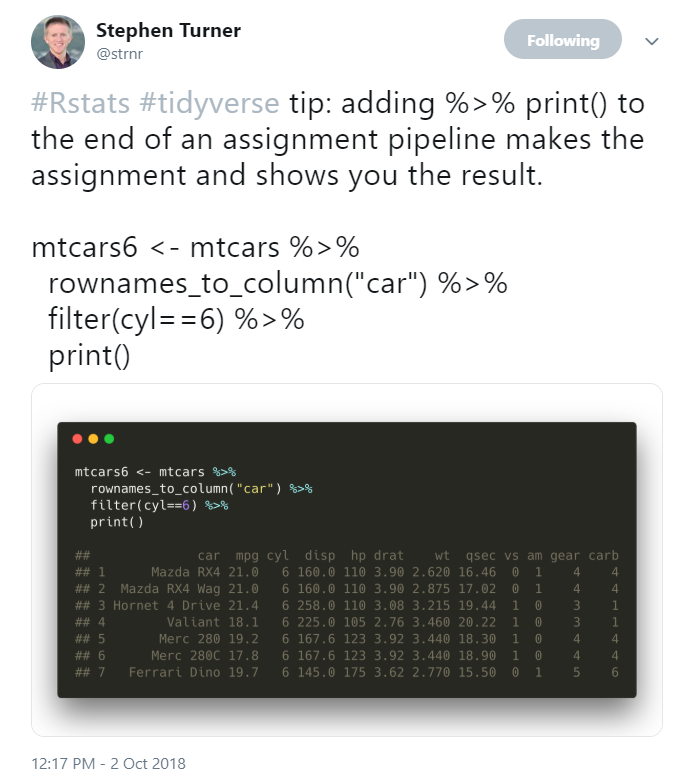 Stephen Turner
@strnr
Following
#Rstats #tidyverse tip: adding %>% print() to
the end of an assignment pipeline makes the
assignment and shows you the result.
mtcars6 <- mtcars %>%
rownames_to_column("car") %>%
filter(cyl==6) %>%
print()
mtcars6 <- mtcars %>%
rownames_to_column("car") %>%
filter(cyl==6) %>%
print()
## car mpg cyl disp hp drat wt qsec vs am gear carb
## 1 Mazda RX4 21.0 6 160.0 110 3.90 2.620 16.46 0 1 4 4
## 2 Mazda RX4 Wag 21.0 6 160.0 110 3.90 2.875 17.02 0 1 4 4
## 3 Hornet 4 Drive 21.4 6 258.0 110 3.08 3.215 19.44 1 0 3 1
## 4 Valiant 18.1 6 225.0 105 2.76 3.460 20.22 1 0 3 1
## 5 Merc 280 19.2 6 167.6 123 3.92 3.440 18.30 1 0 4 4
## 6 Merc 280C 17.8 6 167.6 123 3.92 3.440 18.90 1 0 4 4
## 7 Ferrari Dino 19.7 6 145.0 175 3.62 2.770 15.50 0 1 5 6
12:17 PM - 2 Oct 2018